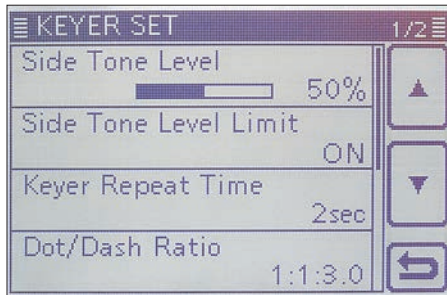 KEYER SET 1/2
Side Tone Level
50%
Side Tone Level Limit
ON
Keyer Repeat Time
2sec
Dot/Dash Ratio
1:1:3.0